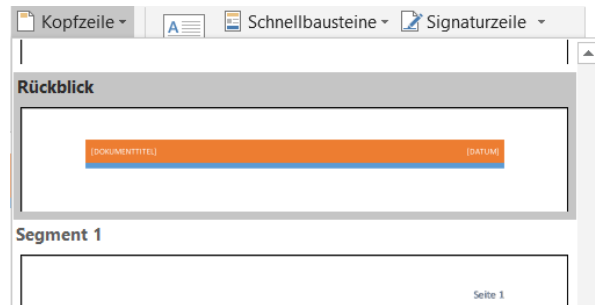 Kopfzeile Schnellbausteine Signaturzeile
A
Rückblick
[DOKUMENTTITEL] [DATUM]
Segment 1
Seite 1